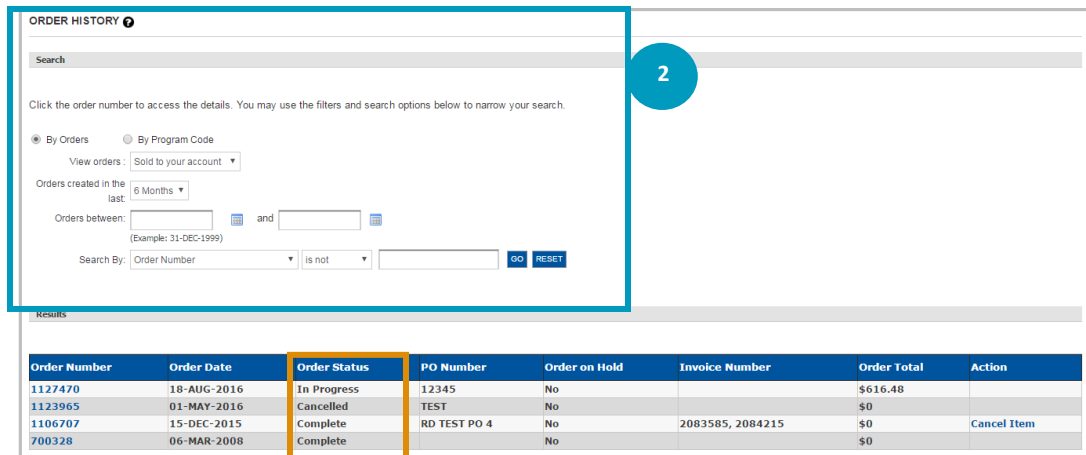 ORDER HISTORY ?
Search
2
Click the order number to access the details. You may use the filters and search options below to narrow your search.
By Orders By Program Code
View orders : Sold to your account
Orders created in the
last: 6 Months
Orders between: and
(Example: 31-DEC-1999)
Search By: Order Number is not GO RESET
Results
Order Number Order Date Order Status PO Number Order on Hold Invoice Number Order Total Action
1127470 18-AUG-2016 In Progress 12345 No $616.48
1123965 01-MAY-2016 Cancelled TEST No $0
1106707 15-DEC-2015 Complete RD TEST PO 4 No 2083585, 2084215 $0 Cancel Item
700328 06-MAR-2008 Complete No $0